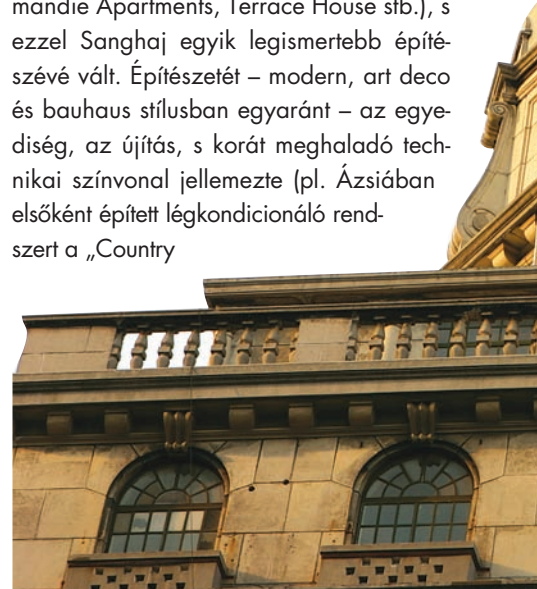 mandie Apartments, Terrace House stb.), s
ezzel Sanghaj egyik legismertebb építé-
szévé vált. Építészetét – modern, art deco
és bauhaus stílusban egyaránt – az egye-
diség, az újítás, s korát meghaladó tech-
nikai színvonal jellemezte (pl. Ázsiában
elsőként épített légkondicionáló rend-
szert a „Country